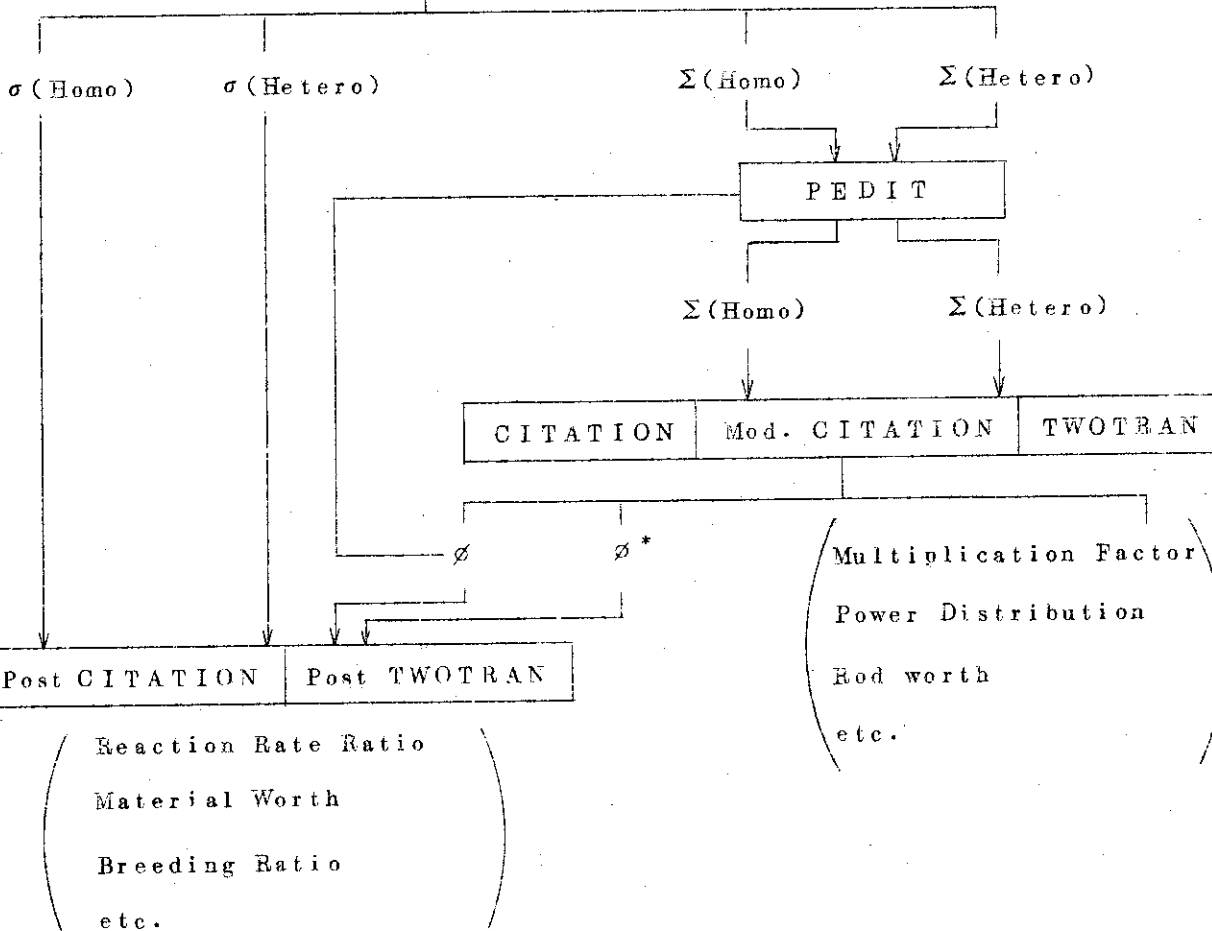 σ(Homo) σ(Hetero) Σ(Homo) Σ(Hetero)
PEDIT
Σ(Homo) Σ(Hetero)
CITATION Mod. CITATION TWOTRAN
ø ø*
Multiplication Factor
Power Distribution
Rod worth
etc.
Post CITATION Post TWOTRAN
Reaction Rate Ratio
Material Worth
Breeding Ratio
etc.